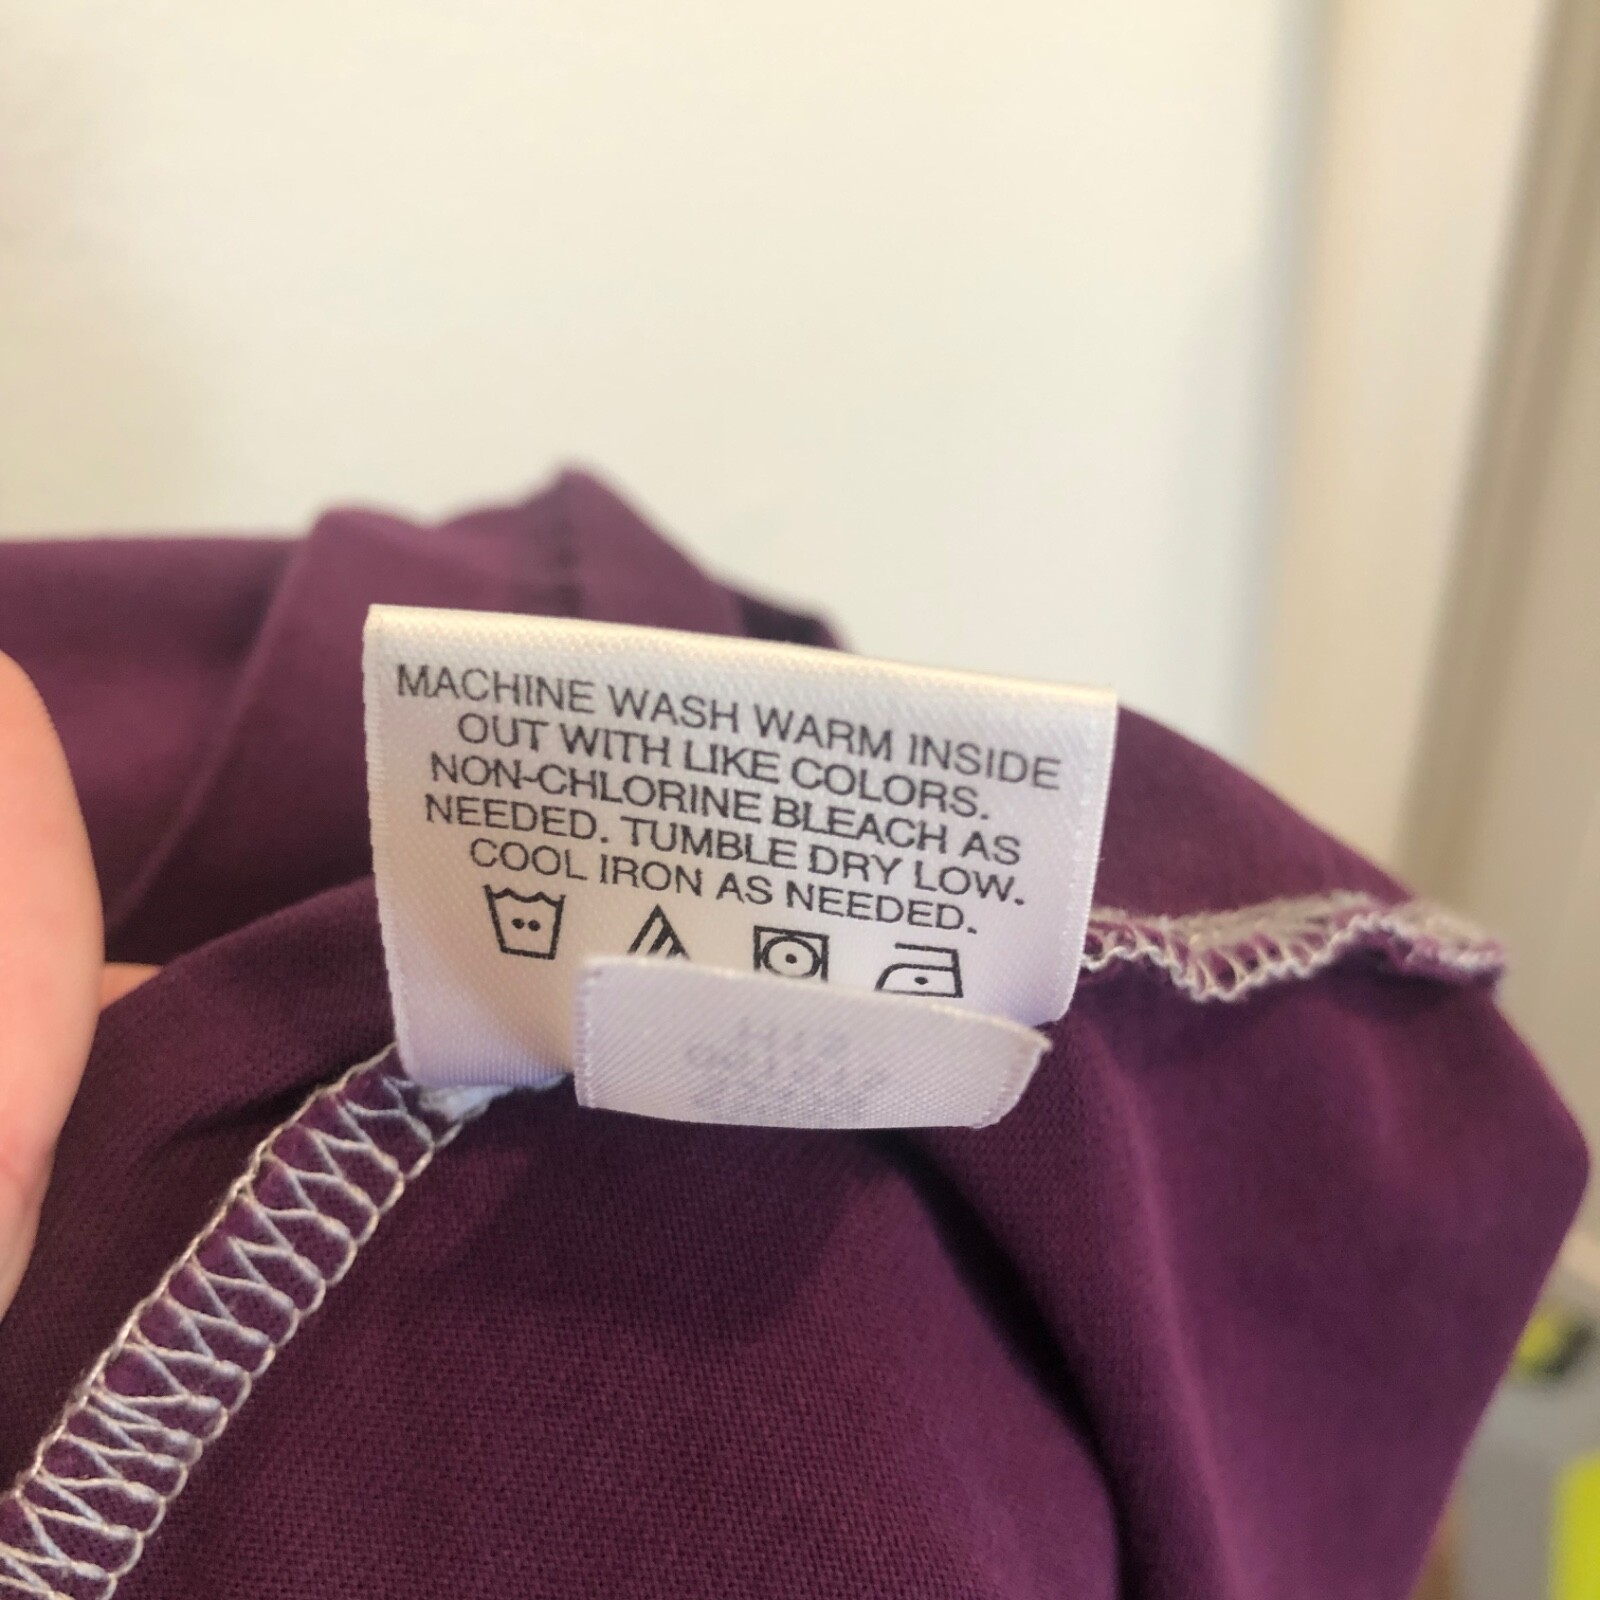 MACHINE WASH WARM INSIDE
OUT WITH LIKE COLORS.
NON-CHLORINE BLEACH AS
NEEDED. TUMBLE DRY LOW.
COOL IRON AS NEEDED.